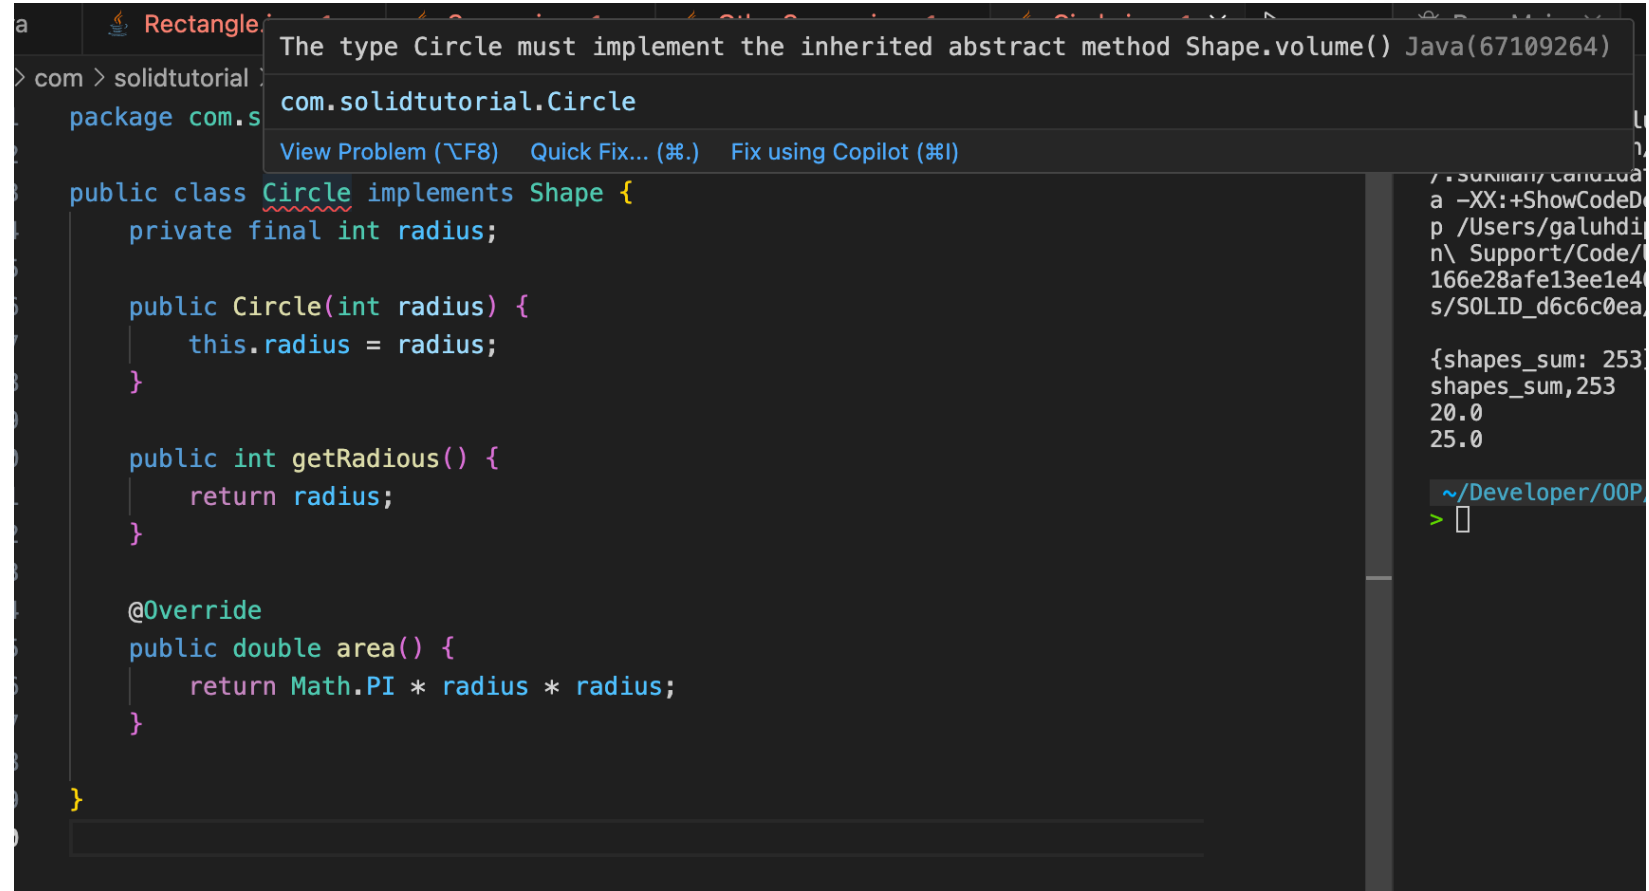 Rectangle.
The type Circle must implement the inherited abstract method Shape.volume() Java(67109264)
com > solidtutorial >
com.solidtutorial.Circle
package com.s
View Problem (⌥F8) Quick Fix... (⌘.) Fix using Copilot (⌘I)
public class Circle implements Shape {
private final int radius;
public Circle(int radius) {
this.radius = radius;
}
public int getRadious() {
return radius;
}
@Override
public double area() {
return Math.PI * radius * radius;
}
}
a -XX:+ShowCodeDe
p /Users/galuhdip
n\ Support/Code/U
166e28afe13ee1e40
s/SOLID_d6c6c0ea/
{shapes_sum: 253}
shapes_sum,253
20.0
25.0
~/Developer/OOP/
>